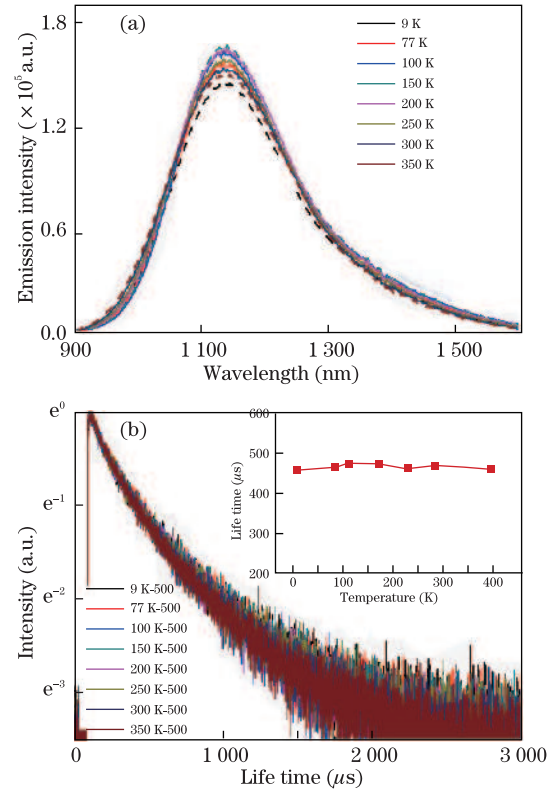 (a)
Emission intensity (×10⁵ a.u.)
1.8
1.2
0.6
0.0
9 K
77 K
100 K
150 K
200 K
250 K
300 K
350 K
900
1 100
1 300
1 500
Wavelength (nm)
(b)
Intensity (a.u.)
e⁰
e⁻¹
e⁻²
e⁻³
9 K-500
77 K-500
100 K-500
150 K-500
200 K-500
250 K-500
300 K-500
350 K-500
Life time (μs)
600
500
400
300
200
0
100
200
300
400
Temperature (K)
0
1 000
2 000
3 000
Life time (μs)